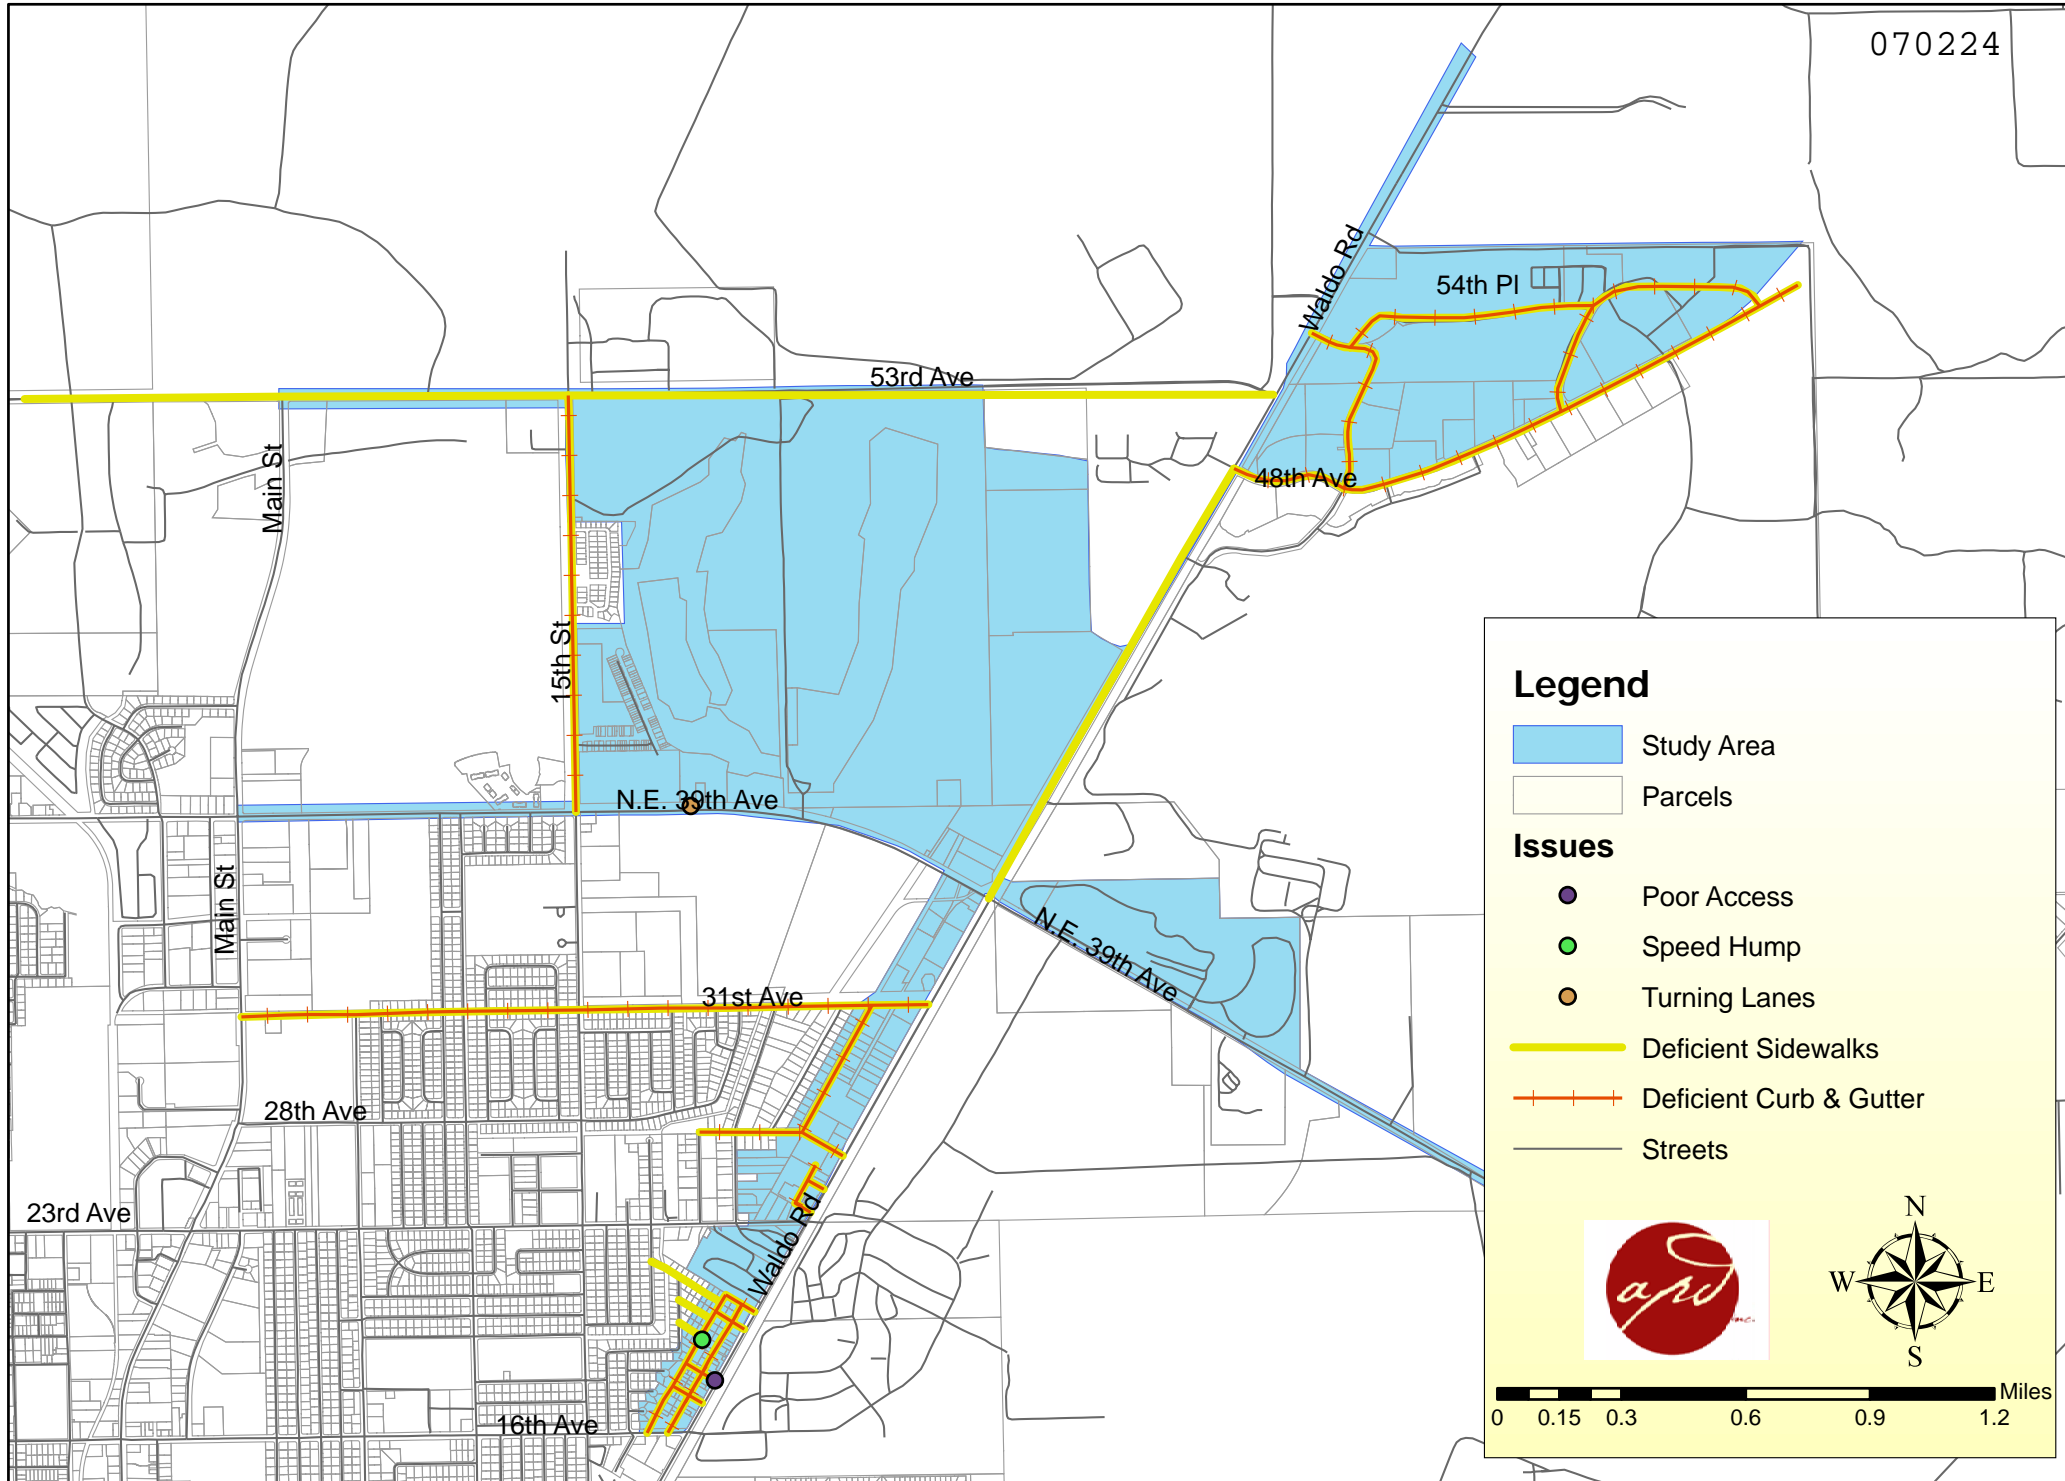 070224
Waldo Rd
54th Pl
53rd Ave
Main St
48th Ave
15th St
N.E. 39th Ave
Main St
N.E. 39th Ave
31st Ave
28th Ave
23rd Ave
Waldo Rd
16th Ave
Legend
Study Area
Parcels
Issues
Poor Access
Speed Hump
Turning Lanes
Deficient Sidewalks
Deficient Curb & Gutter
Streets
apd inc.
N
W E
S
Miles
0 0.15 0.3 0.6 0.9 1.2